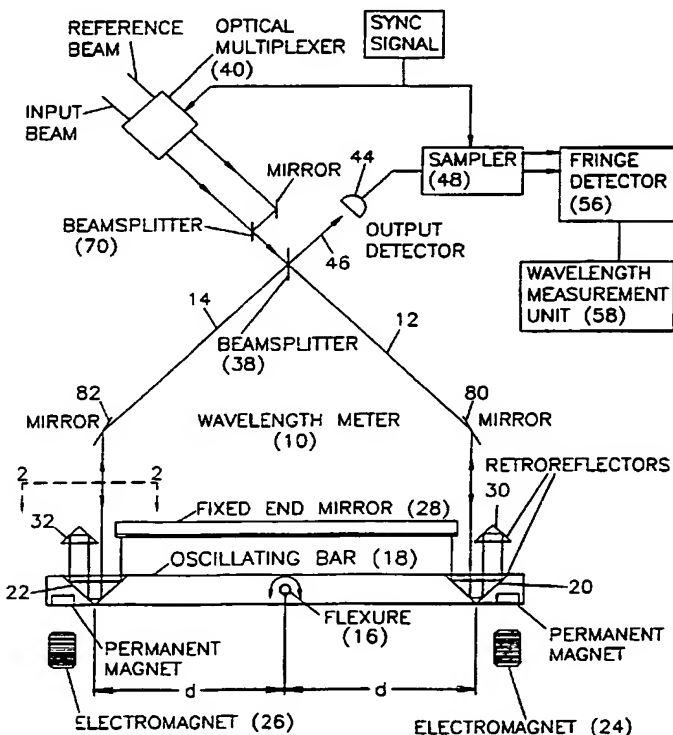 REFERENCE
BEAM
OPTICAL
MULTIPLEXER
(40)
SYNC
SIGNAL
INPUT
BEAM
MIRROR
44
SAMPLER
(48)
FRINGE
DETECTOR
(56)
BEAMSPLITTER
(70)
OUTPUT
DETECTOR
46
WAVELENGTH
MEASUREMENT
UNIT (58)
14
12
BEAMSPLITTER
(38)
82
80
MIRROR
WAVELENGTH METER
(10)
MIRROR
RETROREFLECTORS
2
2
30
32
FIXED END MIRROR (28)
OSCILLATING BAR (18)
22
20
FLEXURE
(16)
PERMANENT
MAGNET
PERMANENT
MAGNET
d
d
ELECTROMAGNET (26)
ELECTROMAGNET (24)